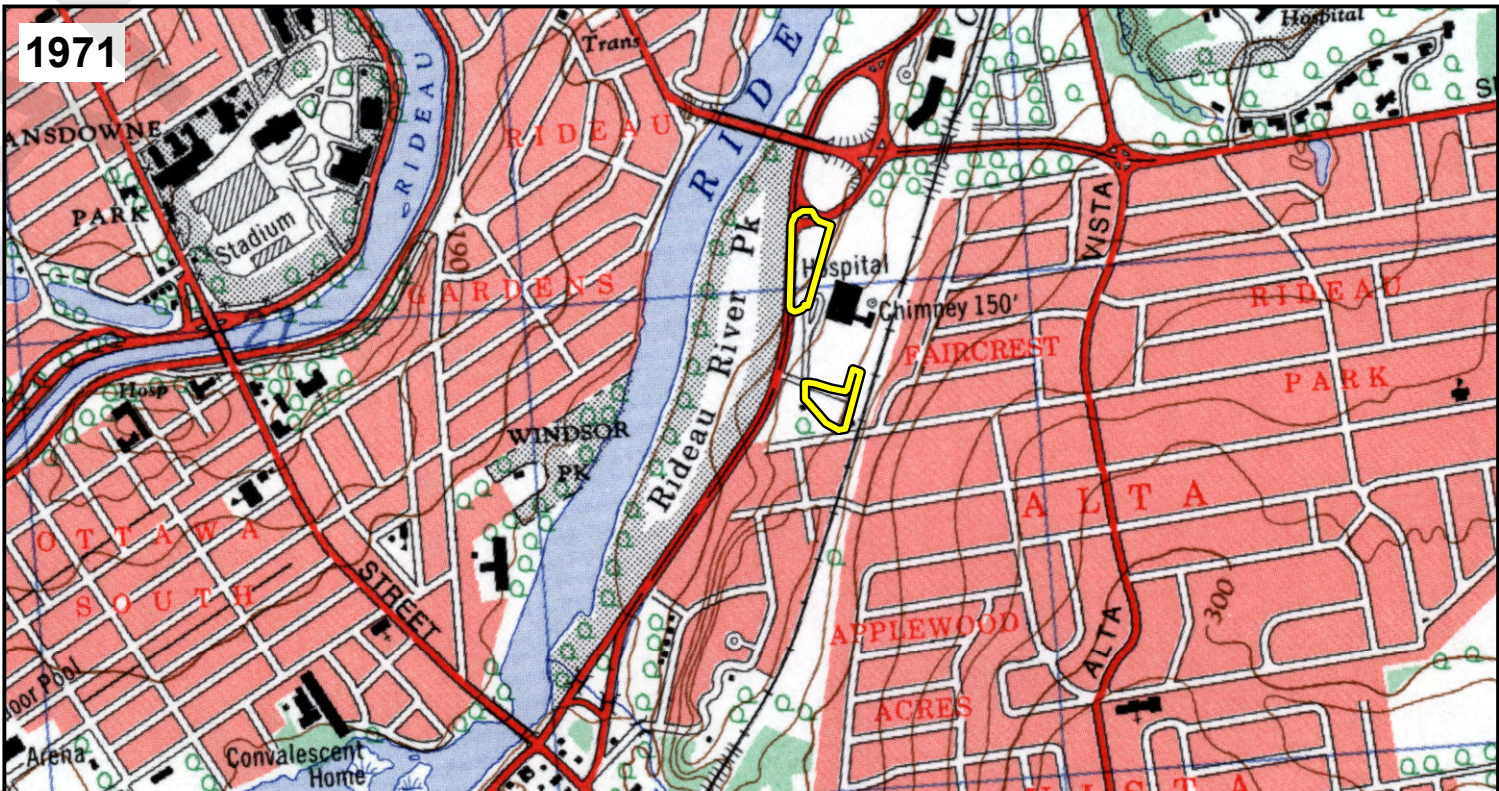 1971
Hospital
Trans
RIDE
RIDEAU
RIDEAU
ANSDOWNE
PARK
Stadium
VISTA
190
GARDENS
Hospital
Chimney 150'
RIDEAU
FAIRCREST
PARK
Rideau River Pk
Hosp
WINDSOR
PK
ALTA
OTTAWA
SOUTH
STREET
300
APPLEWOOD
ALTA
ACRES
oor Pool
Arena
Convalescent
Home
VISTA